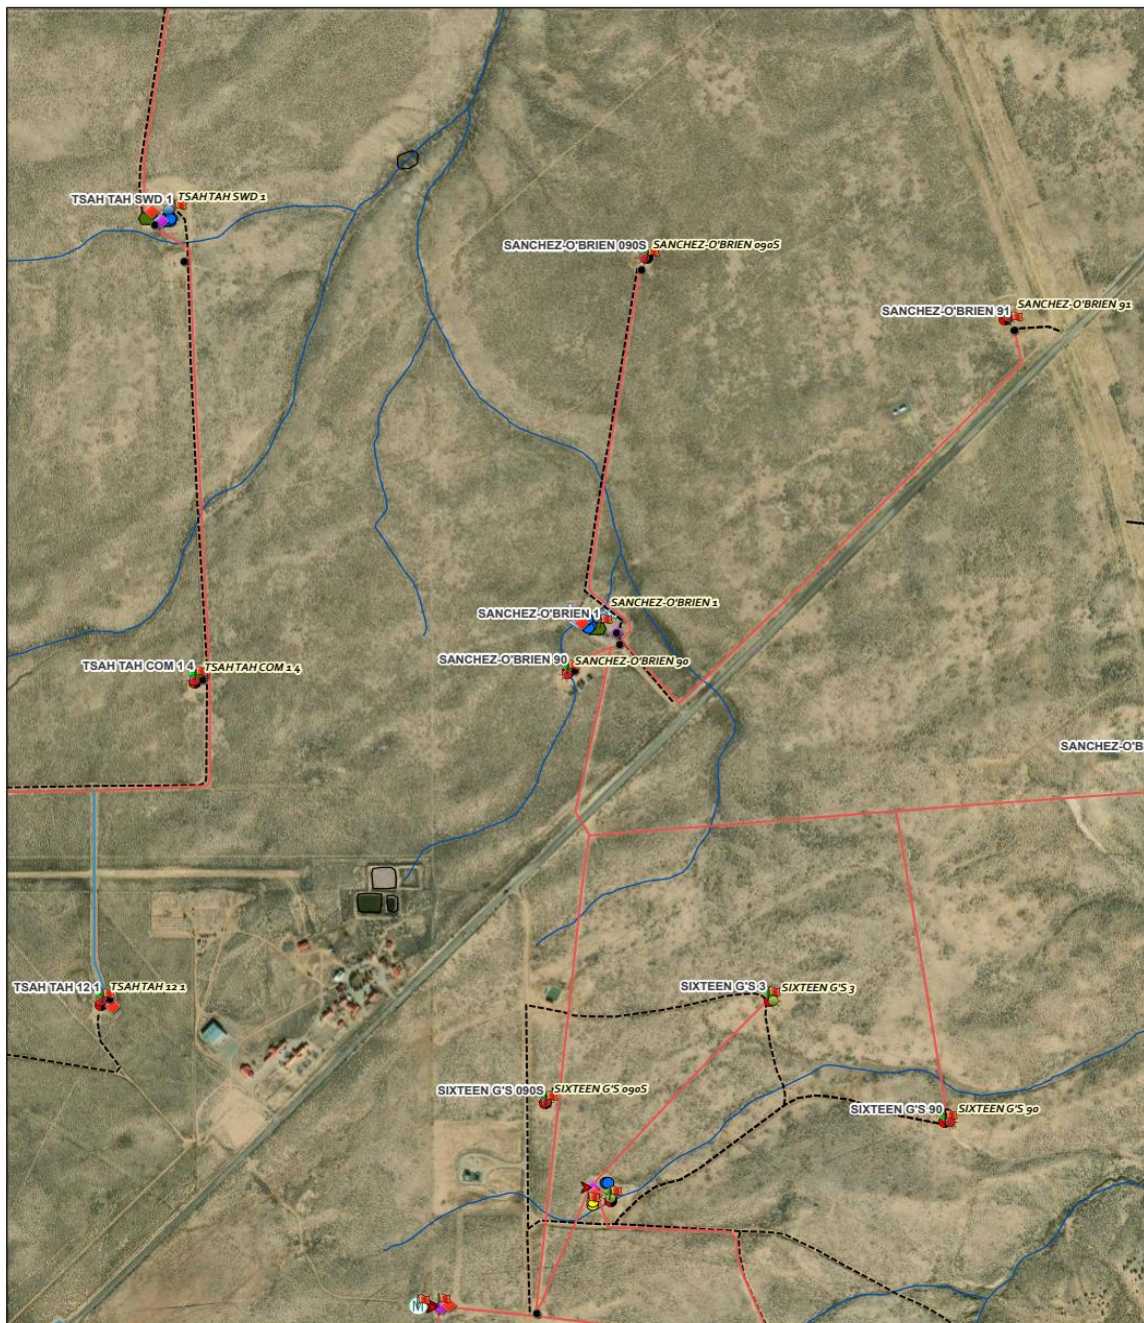 TSAH TAH SWD 1
TSAH TAH SWD 1
SANCHEZ-O'BRIEN 090S
SANCHEZ-O'BRIEN 090S
SANCHEZ-O'BRIEN 91
SANCHEZ-O'BRIEN 91
SANCHEZ-O'BRIEN 1
SANCHEZ-O'BRIEN 1
SANCHEZ-O'BRIEN 90
SANCHEZ-O'BRIEN 90
TSAH TAH COM 1 4
TSAH TAH COM 1 4
SANCHEZ-O'B
TSAH TAH 12 1
TSAH TAH 12 1
SIXTEEN G'S 3
SIXTEEN G'S 3
SIXTEEN G'S 090S
SIXTEEN G'S 090S
SIXTEEN G'S 90
SIXTEEN G'S 90
M